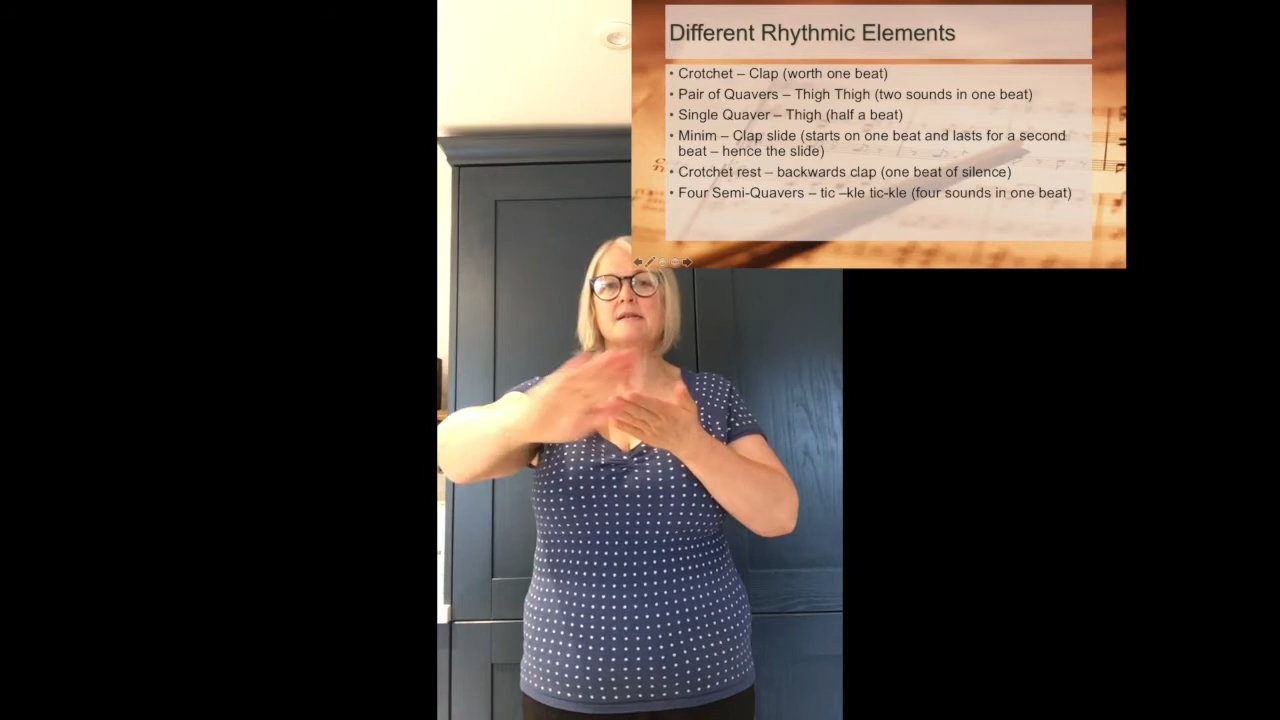 Different Rhythmic Elements
• Crotchet – Clap (worth one beat)
• Pair of Quavers – Thigh Thigh (two sounds in one beat)
• Single Quaver – Thigh (half a beat)
• Minim – Clap slide (starts on one beat and lasts for a second
beat – hence the slide)
• Crotchet rest – backwards clap (one beat of silence)
• Four Semi-Quavers – tic –kle tic-kle (four sounds in one beat)